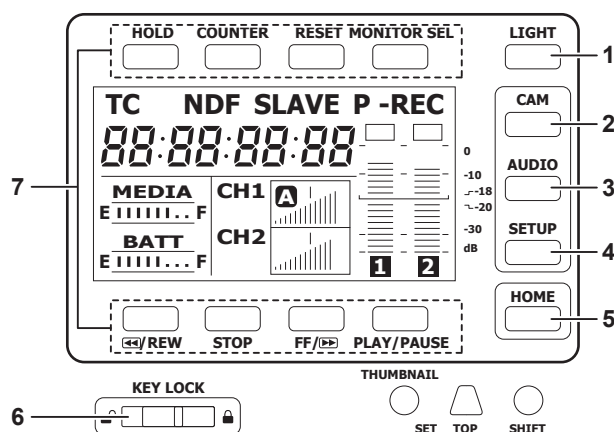 HOLD COUNTER RESET MONITOR SEL LIGHT
1
TC NDF SLAVE P -REC
CAM
2
88:88:88:88
0
-10
-18
-20
-30
dB
AUDIO
3
7
MEDIA
E F
CH1 A
BATT
E F
CH2
1 2
SETUP
4
HOME
5
/REW STOP FF/ PLAY/PAUSE
KEY LOCK
6
THUMBNAIL
SET TOP SHIFT